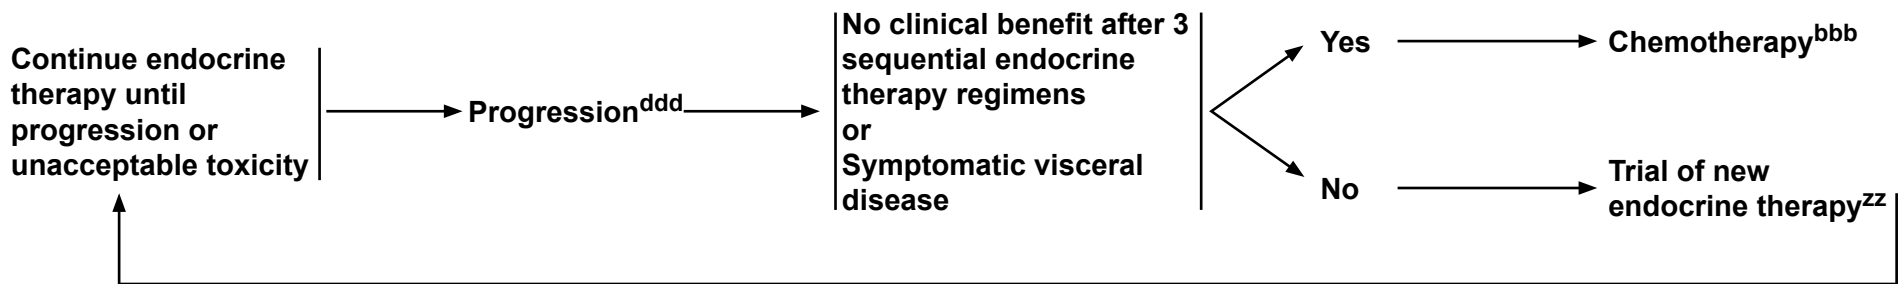 Continue endocrine
therapy until
progression or
unacceptable toxicity
Progressionddd
No clinical benefit after 3
sequential endocrine
therapy regimens
or
Symptomatic visceral
disease
Yes
Chemotherapybbb
No
Trial of new
endocrine therapyzz